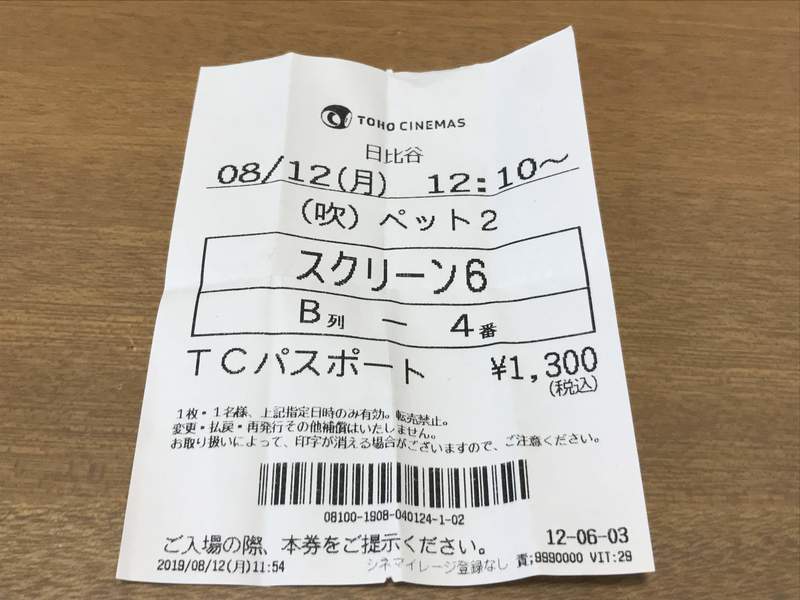 TOHO CINEMAS
日比谷
08/12(月) 12:10～
(吹) ペット2
スクリーン6
B列 － 4番
TCパスポート ¥1,300
(税込)
1枚・1名様、上記指定日時のみ有効。転売禁止。
変更・払戻・再発行その他補償はいたしません。
お取り扱いによって、印字が消える場合がございますので、ご注意ください。
08100-1908-040124-1-02
12-06-03
ご入場の際、本券をご提示ください。
2019/08/12(月)11:54 シネマイレージ登録なし 責:9990000 VIT:29